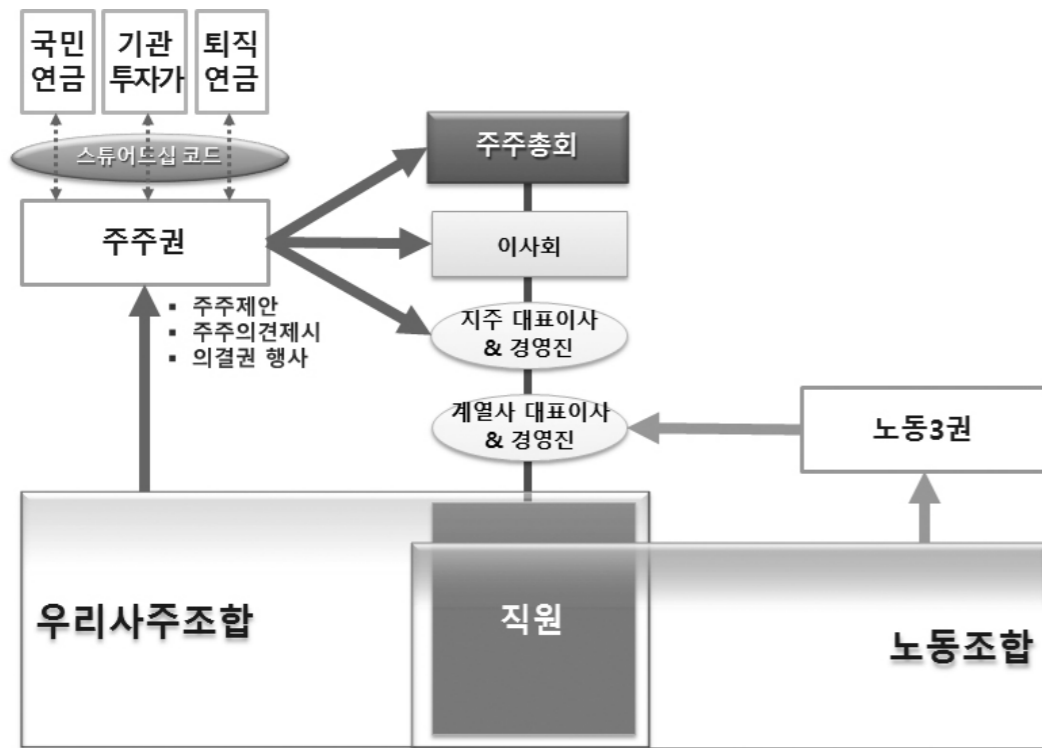 국민
연금
기관
투자가
퇴직
연금
스튜어드십 코드
주주총회
주주권
이사회
▪ 주주제안
▪ 주주의견제시
▪ 의결권 행사
지주 대표이사
& 경영진
계열사 대표이사
& 경영진
노동3권
우리사주조합
직원
노동조합